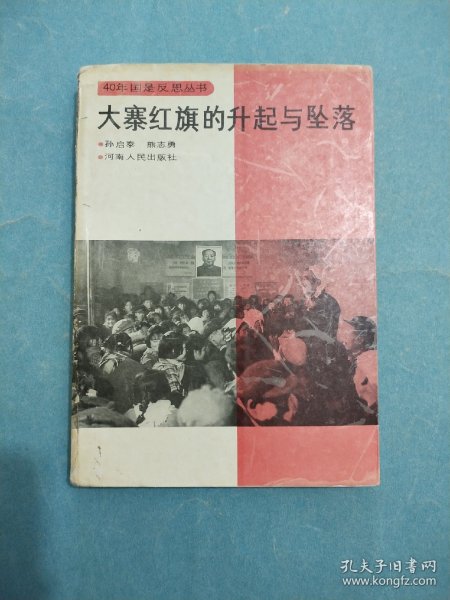 40年国是反思丛书
大寨红旗的升起与坠落
孙启泰 熊志勇
河南人民出版社
孔夫子旧书网
www.kongfz.com